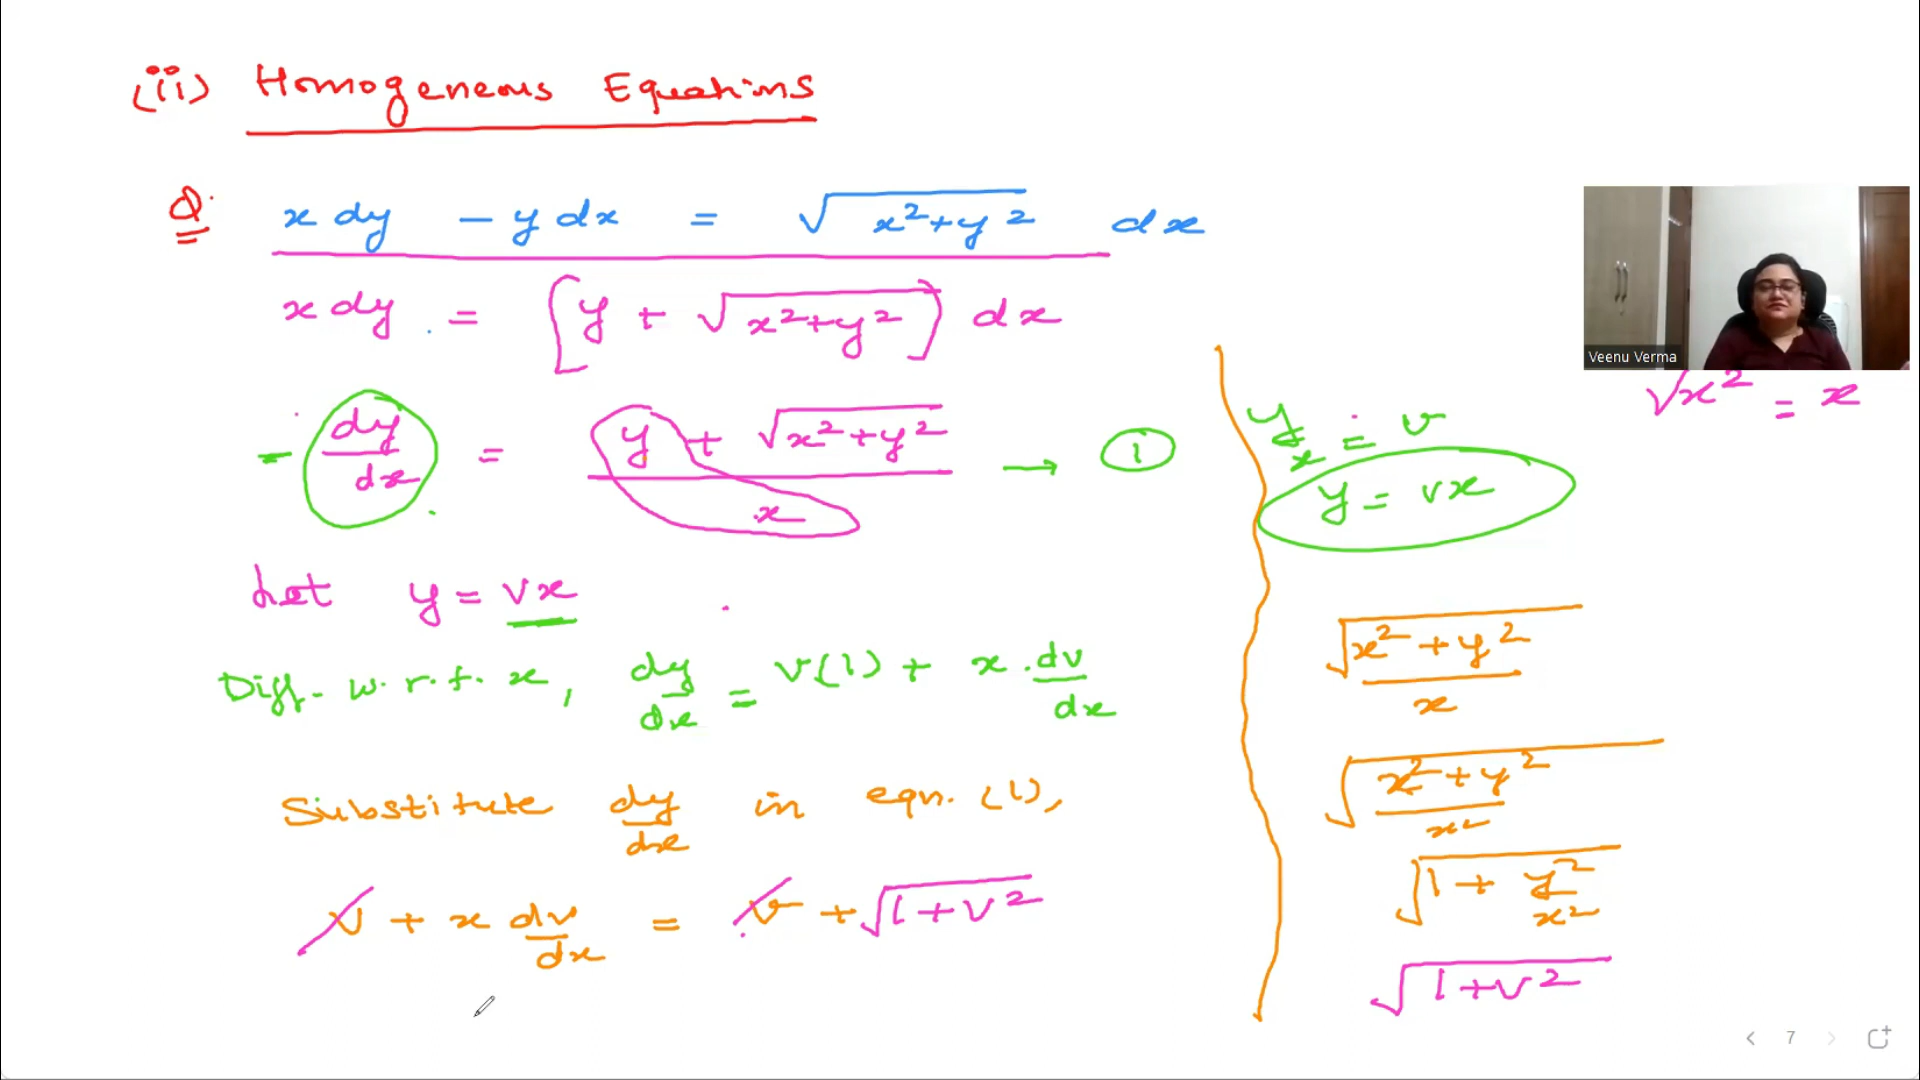 (ii) Homogeneous Equations
Q. x dy - y dx = √(x²+y²) dx
x dy = [y + √(x²+y²)] dx
- dy/dx = (y + √(x²+y²))/x → (1)
Let y = vx
Diff. w.r.t. x, dy/dx = v(1) + x . dv/dx
Substitute dy/dx in eqn. (1),
v + x dv/dx = v + √(1+v²)
y/x = v
y = vx
√(x²+y²)/x
√((x²+y²)/x²)
√(1 + y²/x²)
√(1+v²)
Veenu Verma
√x² = x
7